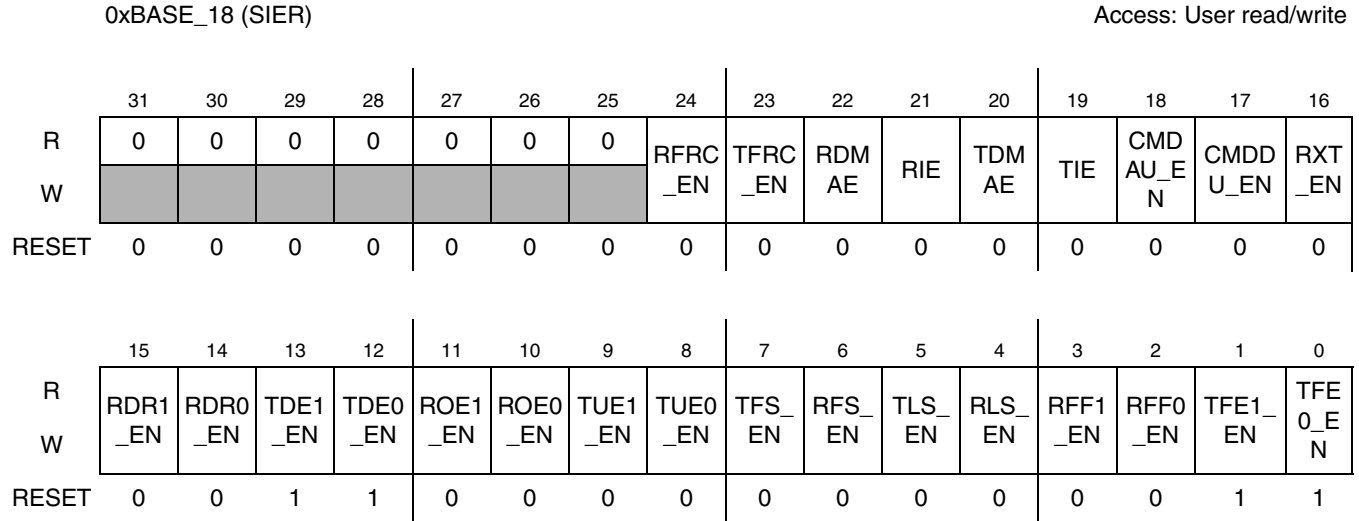 0xBASE_18 (SIER) Access: User read/write
31 30 29 28 27 26 25 24 23 22 21 20 19 18 17 16
R 0 0 0 0 0 0 0 RFRC _EN TFRC _EN RDM AE RIE TDM AE TIE CMD AU_E N CMDD U_EN RXT _EN
W
RESET 0 0 0 0 0 0 0 0 0 0 0 0 0 0 0 0
15 14 13 12 11 10 9 8 7 6 5 4 3 2 1 0
R RDR1 _EN RDR0 _EN TDE1 _EN TDE0 _EN ROE1 _EN ROE0 _EN TUE1 _EN TUE0 _EN TFS_ EN RFS_ EN TLS_ EN RLS_ EN RFF1 _EN RFF0 _EN TFE1_ EN TFE 0_E N
W
RESET 0 0 1 1 0 0 0 0 0 0 0 0 0 0 1 1